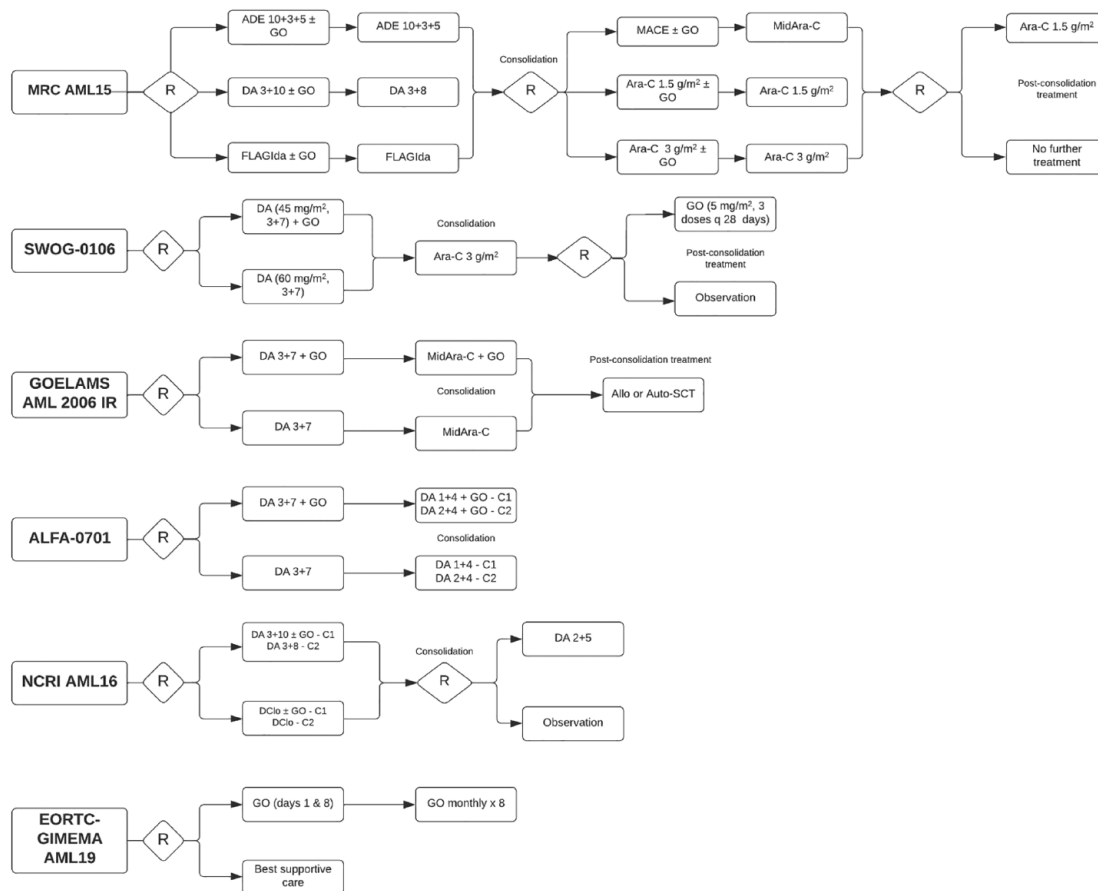 MRC AML15
R
ADE 10+3+5 ±
GO
ADE 10+3+5
DA 3+10 ± GO
DA 3+8
FLAGIda ± GO
FLAGIda
Consolidation
R
MACE ± GO
MidAra-C
Ara-C 1.5 g/m² ±
GO
Ara-C 1.5 g/m²
Ara-C 3 g/m² ±
GO
Ara-C 3 g/m²
R
Ara-C 1.5 g/m²
Post-consolidation
treatment
No further
treatment
SWOG-0106
R
DA (45 mg/m²,
3+7) + GO
DA (60 mg/m²,
3+7)
Consolidation
Ara-C 3 g/m²
R
GO (5 mg/m², 3
doses q 28 days)
Post-consolidation
treatment
Observation
GOELAMS
AML 2006 IR
R
DA 3+7 + GO
MidAra-C + GO
Consolidation
DA 3+7
MidAra-C
Post-consolidation treatment
Allo or Auto-SCT
ALFA-0701
R
DA 3+7 + GO
DA 1+4 + GO - C1
DA 2+4 + GO - C2
Consolidation
DA 3+7
DA 1+4 - C1
DA 2+4 - C2
NCRI AML16
R
DA 3+10 ± GO - C1
DA 3+8 - C2
DClo ± GO - C1
DClo - C2
Consolidation
R
DA 2+5
Observation
EORTC-
GIMEMA
AML19
R
GO (days 1 & 8)
GO monthly x 8
Best supportive
care